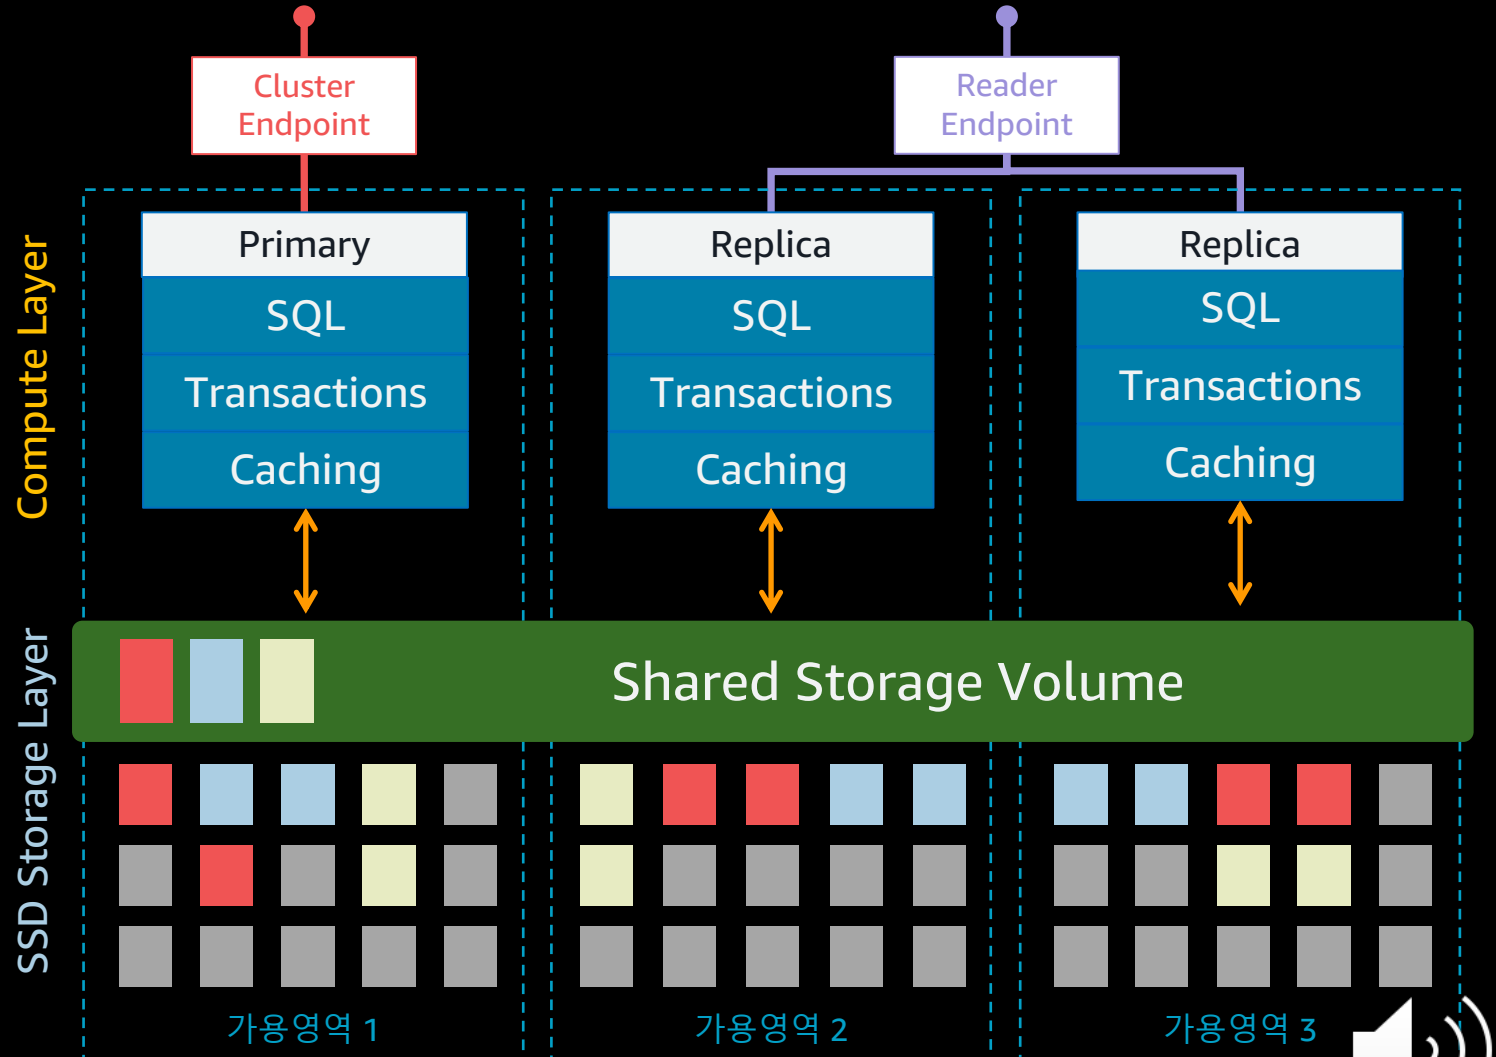 Cluster
Endpoint
Reader
Endpoint
Compute Layer
Primary
SQL
Transactions
Caching
Replica
SQL
Transactions
Caching
Replica
SQL
Transactions
Caching
SSD Storage Layer
Shared Storage Volume
가용영역 1
가용영역 2
가용영역 3